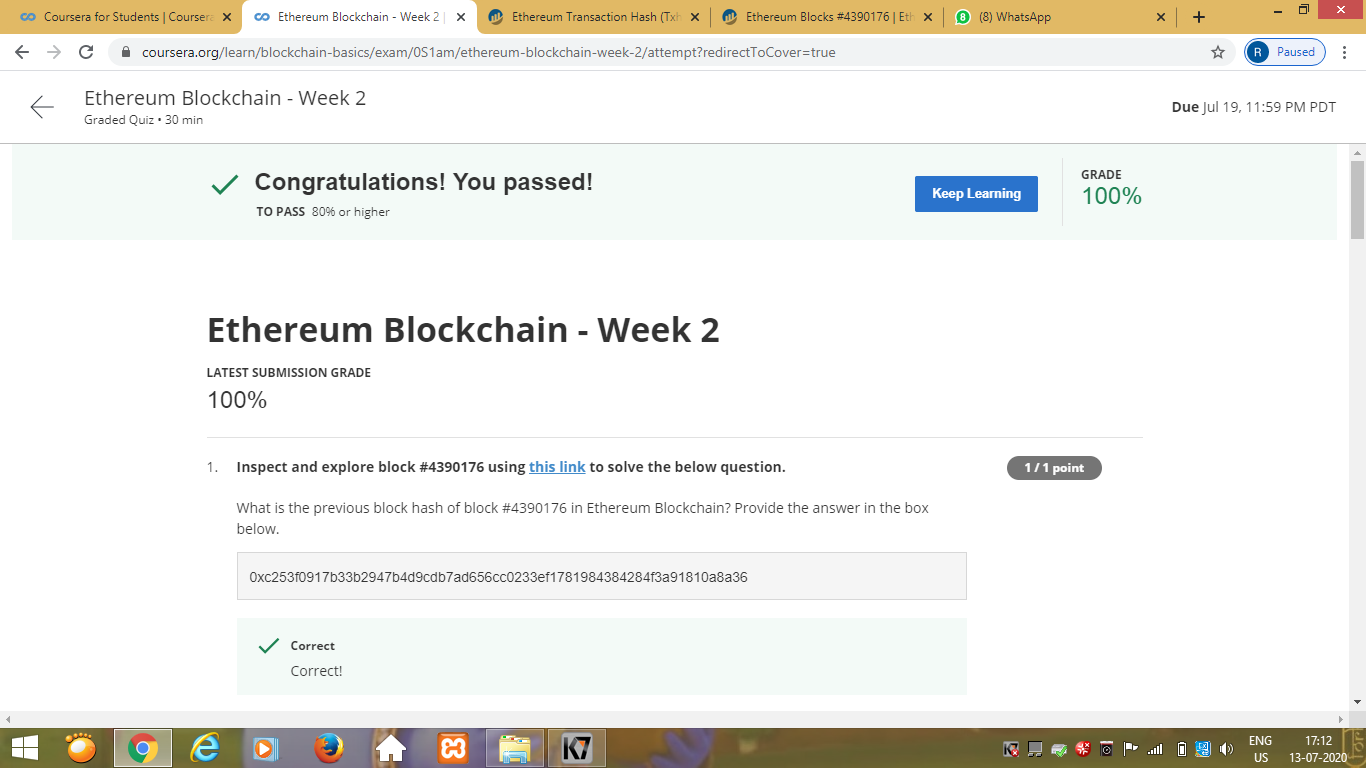 Coursera for Students | Coursera
Ethereum Blockchain - Week 2 |
Ethereum Transaction Hash (Txh
Ethereum Blocks #4390176 | Eth
8
(8) WhatsApp
coursera.org/learn/blockchain-basics/exam/0S1am/ethereum-blockchain-week-2/attempt?redirectToCover=true
R
Paused
Ethereum Blockchain - Week 2
Graded Quiz • 30 min
Due Jul 19, 11:59 PM PDT
Congratulations! You passed!
TO PASS 80% or higher
Keep Learning
GRADE
100%
Ethereum Blockchain - Week 2
LATEST SUBMISSION GRADE
100%
1. Inspect and explore block #4390176 using this link to solve the below question.
1 / 1 point
What is the previous block hash of block #4390176 in Ethereum Blockchain? Provide the answer in the box
below.
0xc253f0917b33b2947b4d9cdb7ad656cc0233ef1781984384284f3a91810a8a36
Correct
Correct!
K7
ENG
US
17:12
13-07-2020